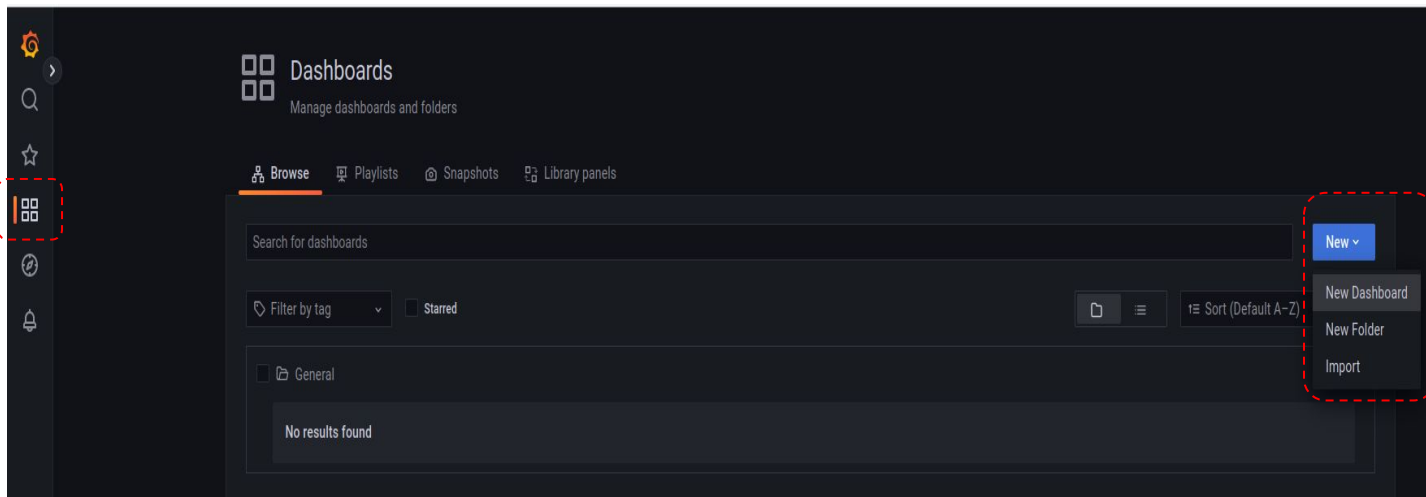 Dashboards
Manage dashboards and folders
Browse Playlists Snapshots Library panels
Search for dashboards
New
Filter by tag Starred Sort (Default A–Z)
New Dashboard
New Folder
Import
General
No results found